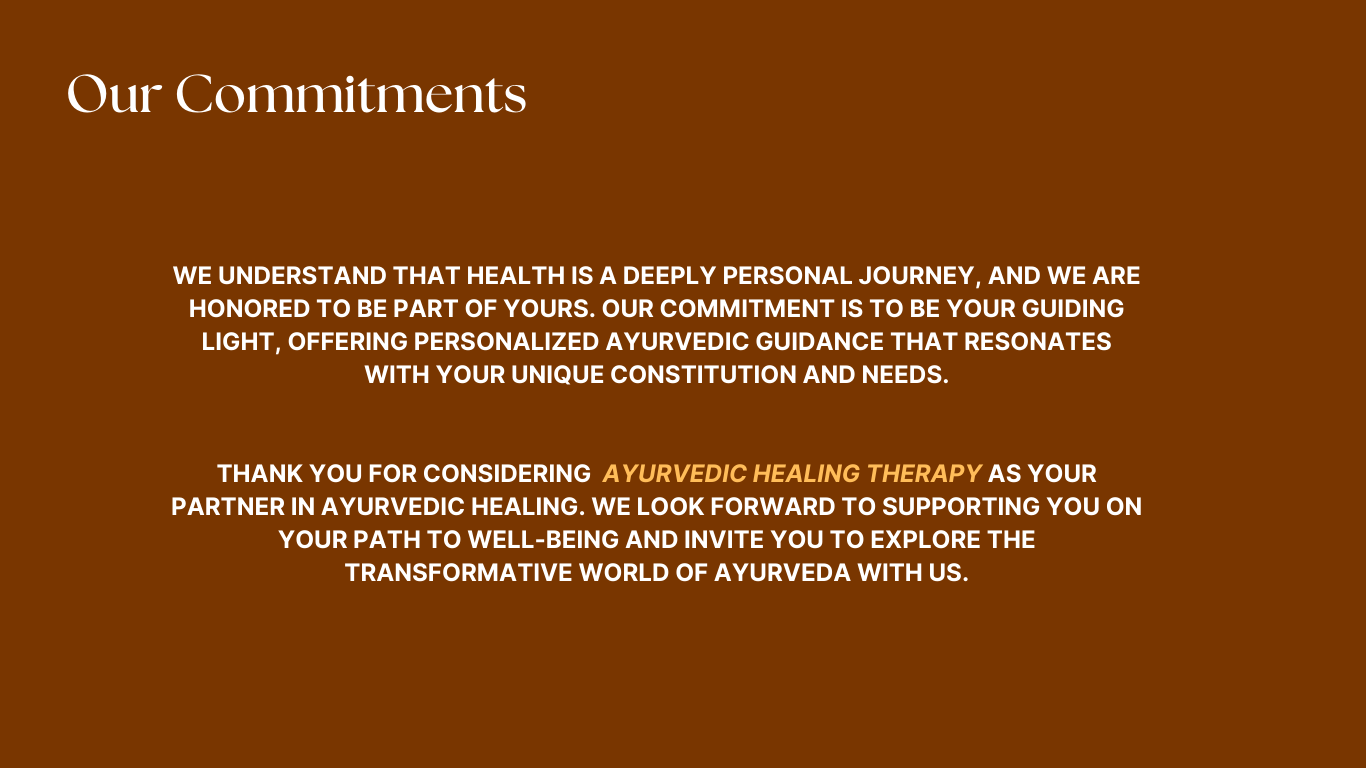 Our Commitments
WE UNDERSTAND THAT HEALTH IS A DEEPLY PERSONAL JOURNEY, AND WE ARE
HONORED TO BE PART OF YOURS. OUR COMMITMENT IS TO BE YOUR GUIDING
LIGHT, OFFERING PERSONALIZED AYURVEDIC GUIDANCE THAT RESONATES
WITH YOUR UNIQUE CONSTITUTION AND NEEDS.
THANK YOU FOR CONSIDERING AYURVEDIC HEALING THERAPY AS YOUR
PARTNER IN AYURVEDIC HEALING. WE LOOK FORWARD TO SUPPORTING YOU ON
YOUR PATH TO WELL-BEING AND INVITE YOU TO EXPLORE THE
TRANSFORMATIVE WORLD OF AYURVEDA WITH US.